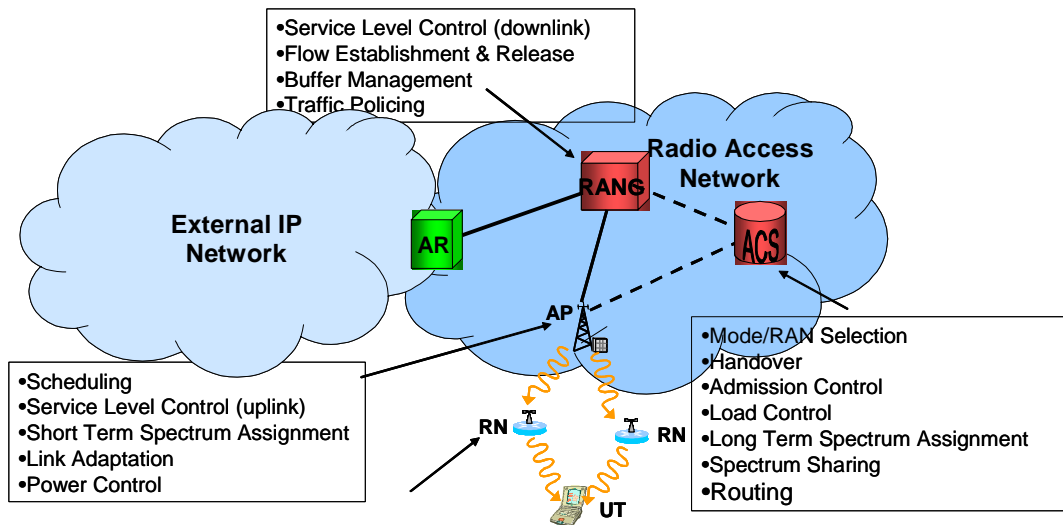 •Service Level Control (downlink)
•Flow Establishment & Release
•Buffer Management
•Traffic Policing
Radio Access
Network
RANG
External IP
Network
AR
ACS
AP
•Scheduling
•Service Level Control (uplink)
•Short Term Spectrum Assignment
•Link Adaptation
•Power Control
RN
RN
UT
•Mode/RAN Selection
•Handover
•Admission Control
•Load Control
•Long Term Spectrum Assignment
•Spectrum Sharing
•Routing